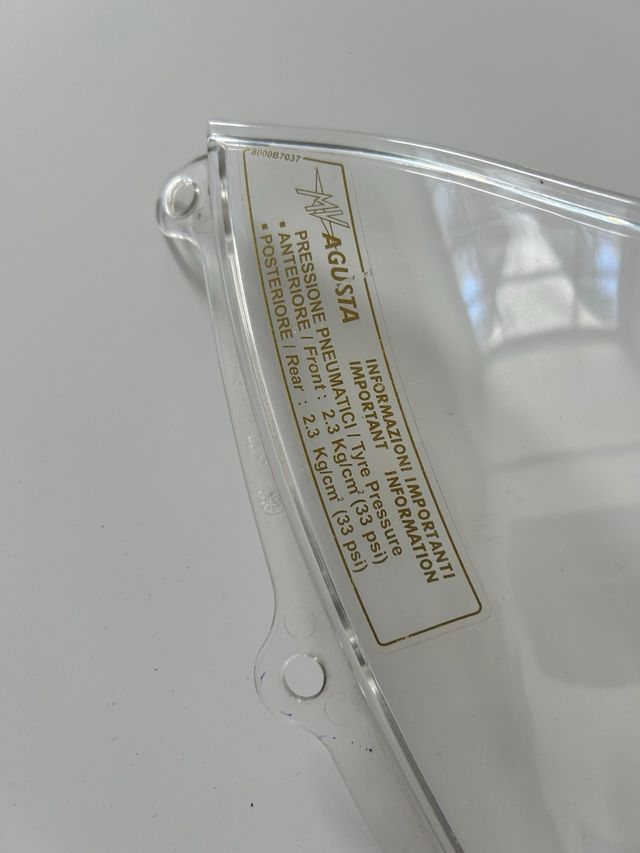 8000B7037
MV AGUSTA
INFORMAZIONI IMPORTANTI
IMPORTANT INFORMATION
PRESSIONE PNEUMATICI / Tyre Pressure
▪ ANTERIORE / Front : 2.3 Kg/cm² (33 psi)
▪ POSTERIORE / Rear : 2.3 Kg/cm² (33 psi)